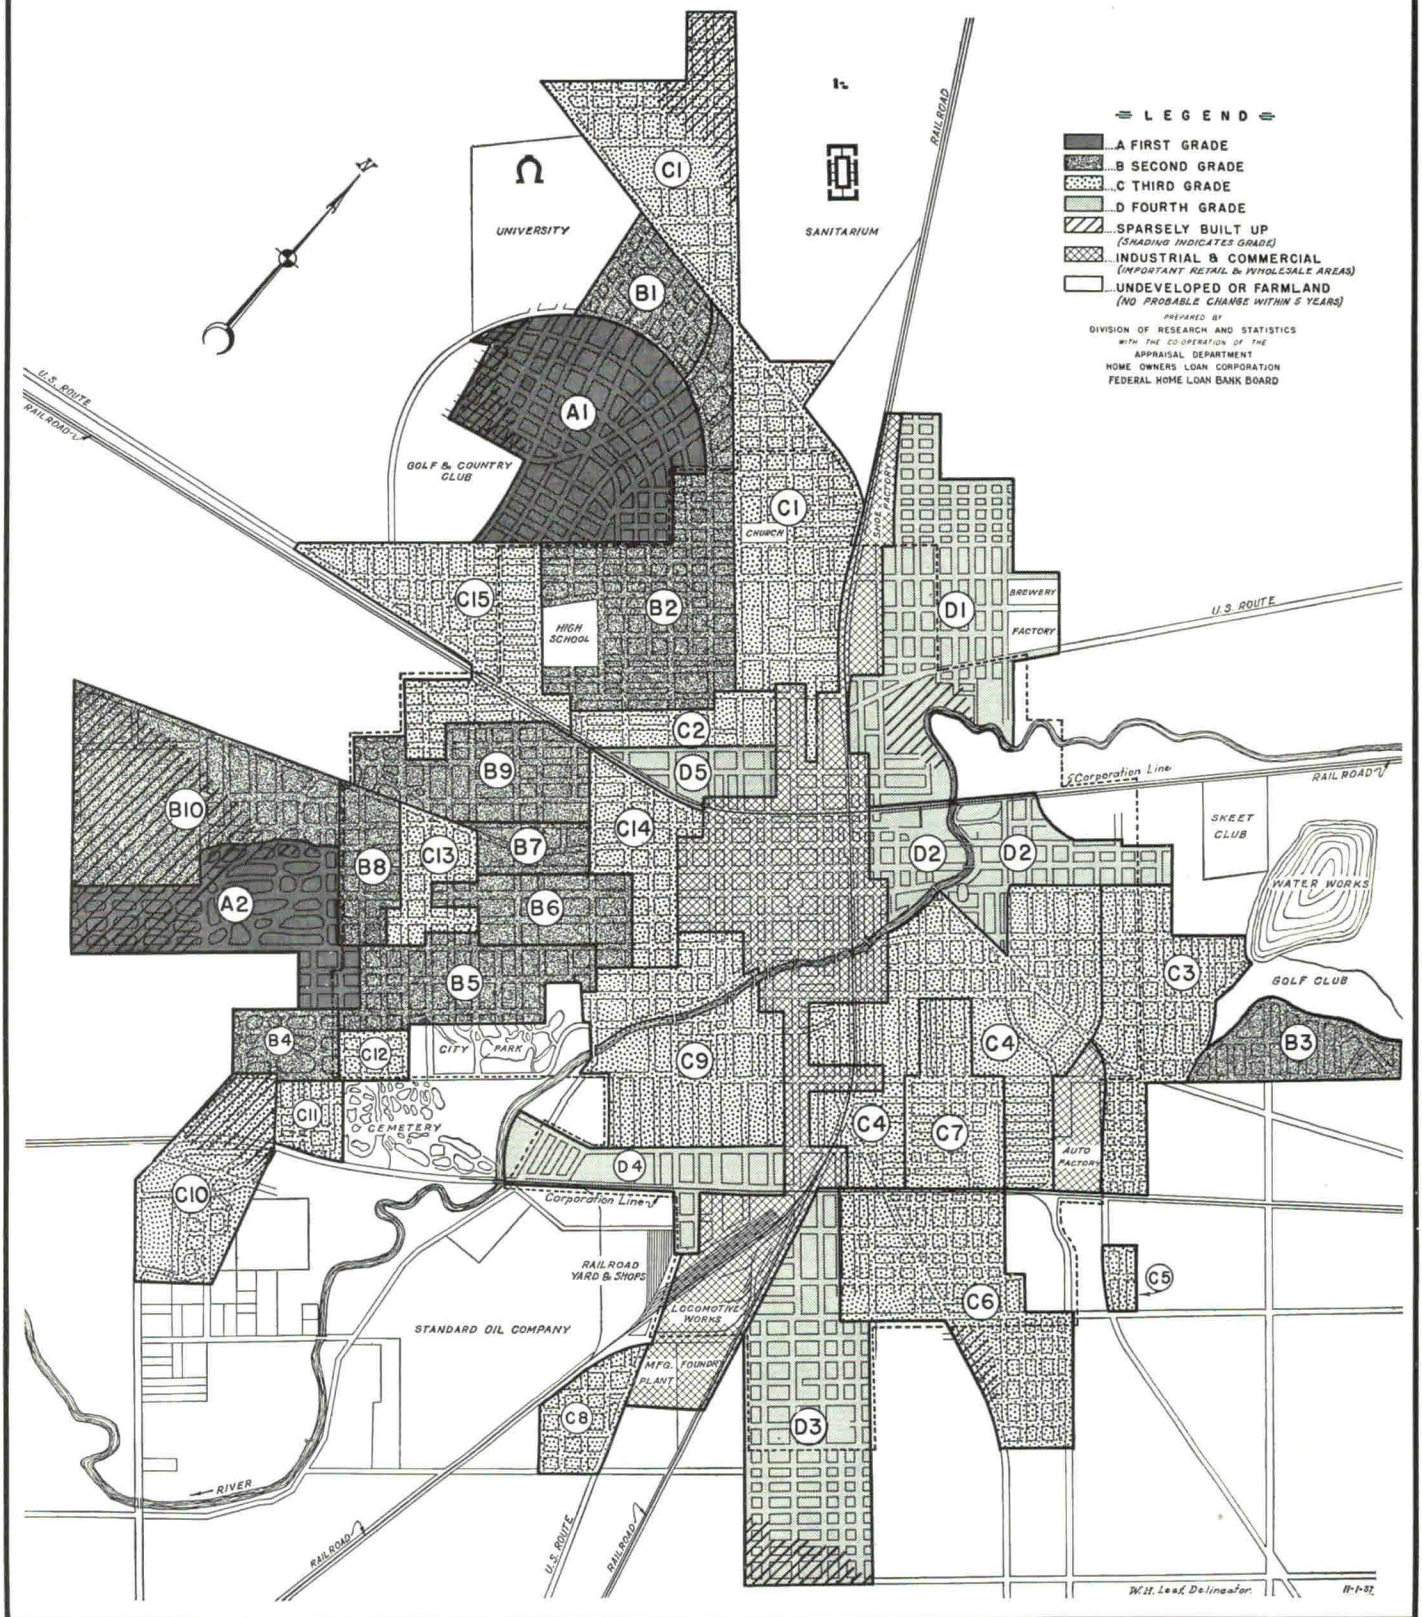 LEGEND
A FIRST GRADE
B SECOND GRADE
C THIRD GRADE
D FOURTH GRADE
SPARSELY BUILT UP
(SHADING INDICATES GRADE)
INDUSTRIAL & COMMERCIAL
(IMPORTANT RETAIL & WHOLESALE AREAS)
UNDEVELOPED OR FARMLAND
(NO PROBABLE CHANGE WITHIN 5 YEARS)
PREPARED BY
DIVISION OF RESEARCH AND STATISTICS
WITH THE CO-OPERATION OF THE
APPRAISAL DEPARTMENT
HOME OWNERS LOAN CORPORATION
FEDERAL HOME LOAN BANK BOARD
N
RAILROAD
C1
UNIVERSITY
SANITARIUM
B1
U.S. ROUTE
RAILROAD
A1
GOLF & COUNTRY
CLUB
C1
CHURCH
SHOE FACTORY
C15
HIGH
SCHOOL
B2
D1
BREWERY
FACTORY
U.S. ROUTE
C2
D5
B9
Corporation Line
RAILROAD
B10
C14
SKEET
CLUB
B7
C13
B8
D2
D2
WATER WORKS
A2
B6
B5
C3
GOLF CLUB
B4
C12
CITY
PARK
C9
C4
B3
C11
CEMETERY
C4
C7
AUTO
FACTORY
D4
C10
Corporation Line
RAILROAD
YARD & SHOPS
C5
LOCOMOTIVE
WORKS
C6
STANDARD OIL COMPANY
MFG.
PLANT
FOUNDRY
C8
D3
RIVER
RAILROAD
U.S. ROUTE
RAILROAD
W.H. Leaf, Delineator.
11-1-37